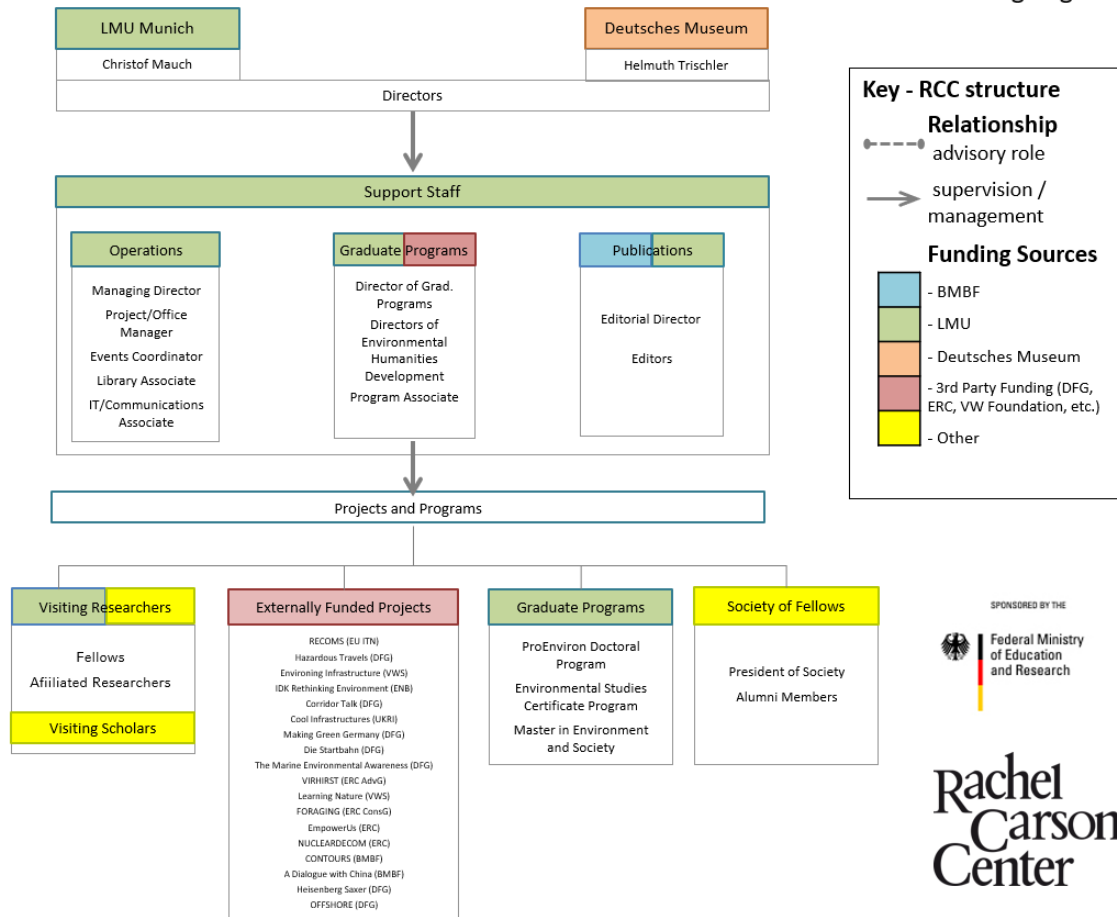 LMU Munich
Deutsches Museum
Christof Mauch
Helmuth Trischler
Directors
Support Staff
Operations
Managing Director
Project/Office
Manager
Events Coordinator
Library Associate
IT/Communications
Associate
Graduate Programs
Director of Grad.
Programs
Directors of
Environmental
Humanities
Development
Program Associate
Publications
Editorial Director
Editors
Projects and Programs
Visiting Researchers
Fellows
Afiiliated Researchers
Visiting Scholars
Externally Funded Projects
RECOMS (EU ITN)
Hazardous Travels (DFG)
Environing Infrastructure (VWS)
IDK Rethinking Environment (ENB)
Corridor Talk (DFG)
Cool Infrastructures (UKRI)
Making Green Germany (DFG)
Die Startbahn (DFG)
The Marine Environmental Awareness (DFG)
VIRHIRST (ERC AdvG)
Learning Nature (VWS)
FORAGING (ERC ConsG)
EmpowerUs (ERC)
NUCLEARDECOM (ERC)
CONTOURS (BMBF)
A Dialogue with China (BMBF)
Heisenberg Saxer (DFG)
OFFSHORE (DFG)
Graduate Programs
ProEnviron Doctoral
Program
Environmental Studies
Certificate Program
Master in Environment
and Society
Society of Fellows
President of Society
Alumni Members
Key - RCC structure
Relationship
advisory role
supervision /
management
Funding Sources
- BMBF
- LMU
- Deutsches Museum
- 3rd Party Funding (DFG,
ERC, VW Foundation, etc.)
- Other
SPONSORED BY THE
Federal Ministry
of Education
and Research
Rachel
Carson
Center